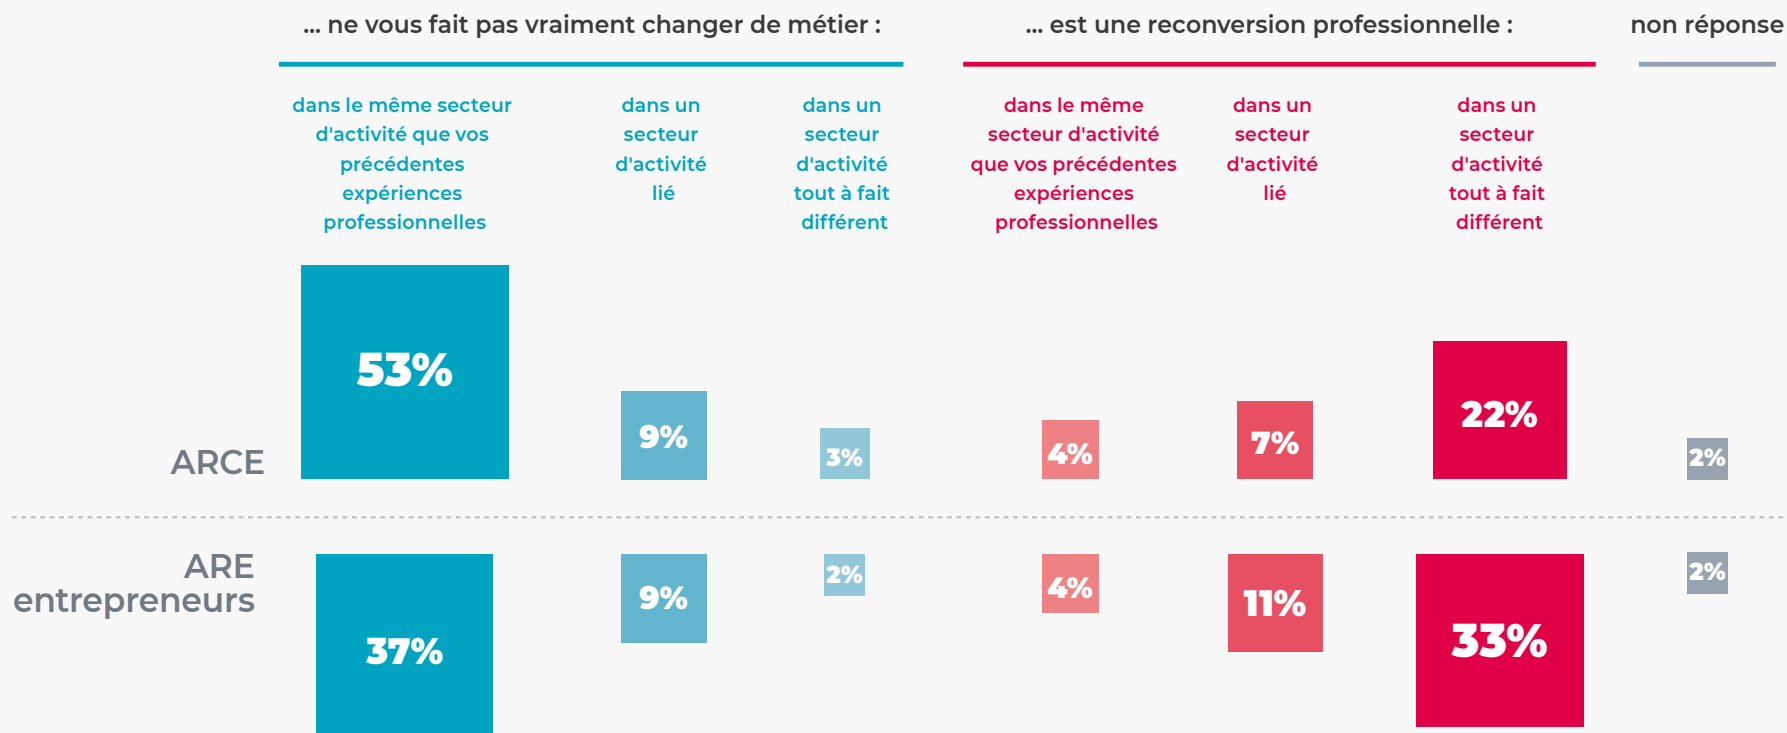 ... ne vous fait pas vraiment changer de métier :
... est une reconversion professionnelle :
non réponse
dans le même secteur
d'activité que vos
précédentes
expériences
professionnelles
dans un
secteur
d'activité
lié
dans un
secteur
d'activité
tout à fait
différent
dans le même
secteur d'activité
que vos précédentes
expériences
professionnelles
dans un
secteur
d'activité
lié
dans un
secteur
d'activité
tout à fait
différent
ARCE
53%
9%
3%
4%
7%
22%
2%
ARE
entrepreneurs
37%
9%
2%
4%
11%
33%
2%